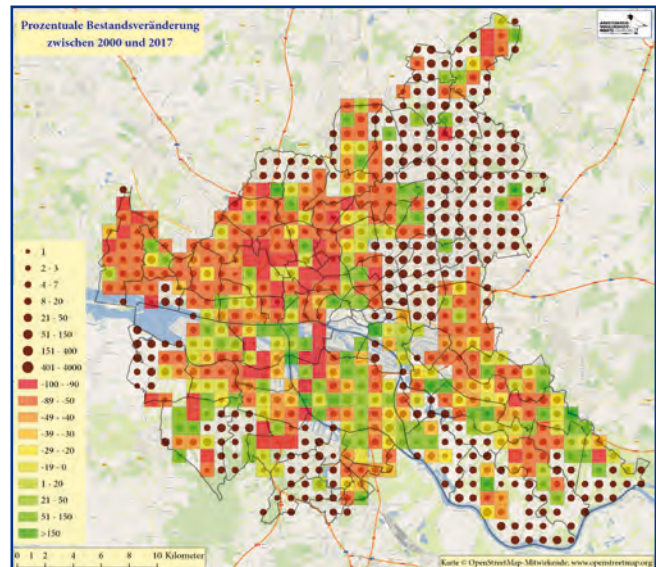 Prozentuale Bestandsveränderung
zwischen 2000 und 2017
1
2 - 3
4 - 7
8 - 20
21 - 50
51 - 150
151 - 400
401 - 4000
-100 - -90
-89 - -50
-49 - -40
-39 - -30
-29 - -20
-19 - 0
1 - 20
21 - 50
51 - 150
>150
0 1 2 4 6 8 10 Kilometer
Karte © OpenStreetMap-Mitwirkende; www.openstreetmap.org